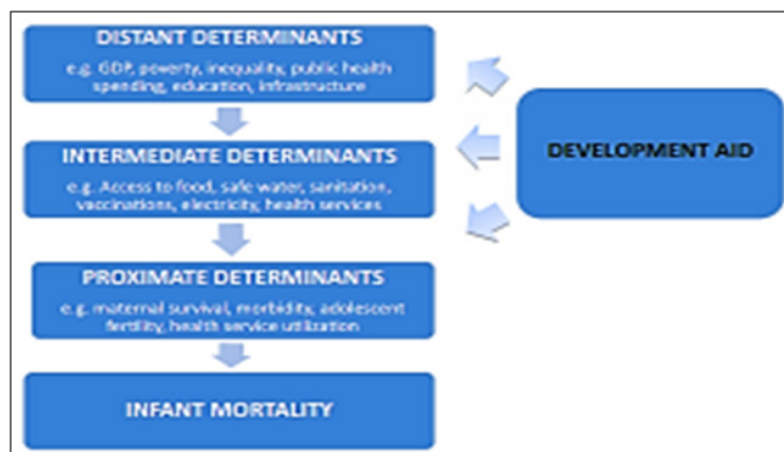 DISTANT DETERMINANTS
e.g. GDP, poverty, inequality, public health
spending, education, infrastructure
INTERMEDIATE DETERMINANTS
e.g. Access to food, safe water, sanitation,
vaccinations, electricity, health services
PROXIMATE DETERMINANTS
e.g. maternal survival, morbidity, adolescent
fertility, health service utilization
INFANT MORTALITY
DEVELOPMENT AID